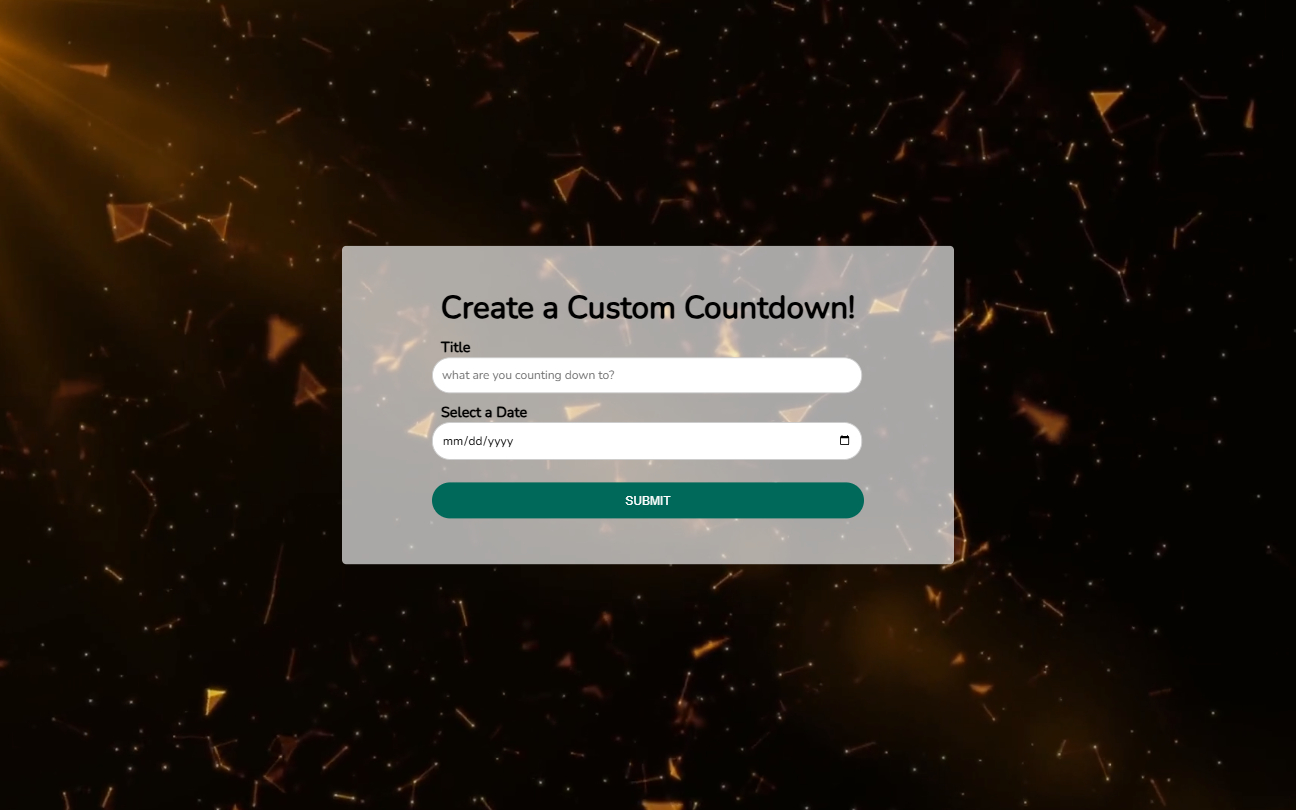 Create a Custom Countdown!
Title
what are you counting down to?
Select a Date
mm/dd/yyyy
SUBMIT